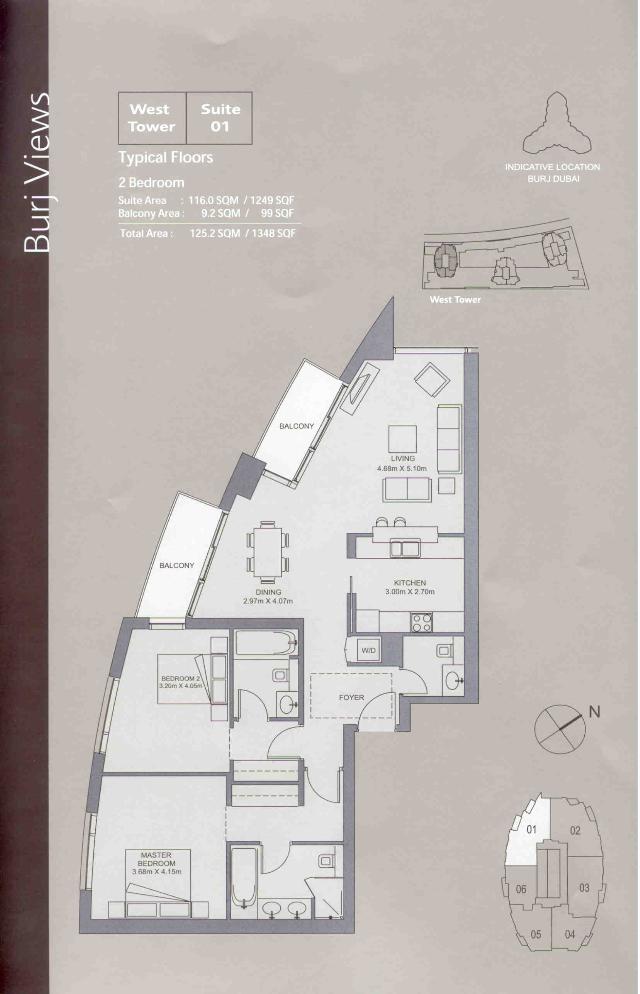 Burj Views
West
Tower
Suite
01
Typical Floors
2 Bedroom
Suite Area : 116.0 SQM / 1249 SQF
Balcony Area : 9.2 SQM / 99 SQF
Total Area : 125.2 SQM / 1348 SQF
INDICATIVE LOCATION
BURJ DUBAI
West Tower
BALCONY
LIVING
4.68m X 5.10m
BALCONY
DINING
2.97m X 4.07m
KITCHEN
3.00m X 2.70m
W/D
BEDROOM 2
3.20m X 4.05m
FOYER
N
MASTER
BEDROOM
3.68m X 4.15m
01
02
06
03
05
04